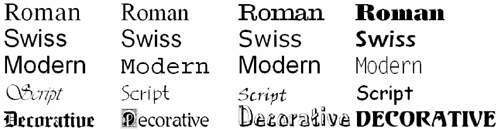 Roman Roman Roman Roman
Swiss Swiss Swiss Swiss
Modern Modern Modern Modern
Script Script Script Script
Decorative Decorative Decorative DECORATIVE